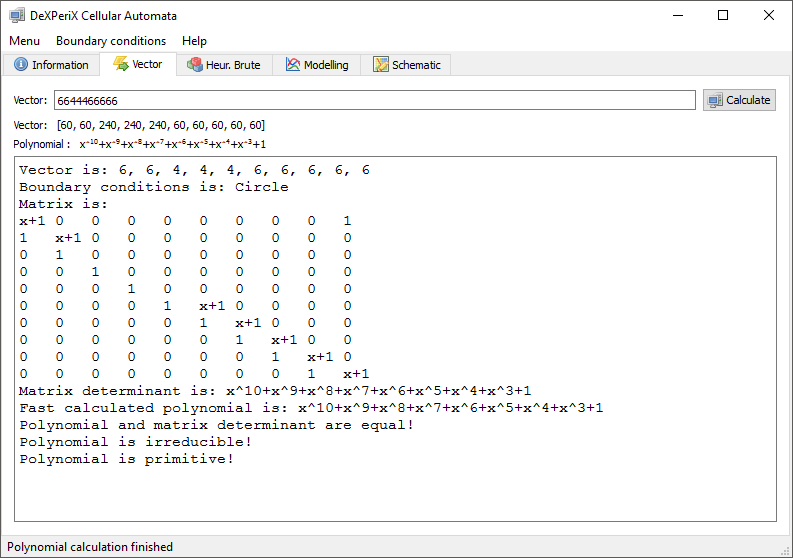 DeXPeriX Cellular Automata
Menu Boundary conditions Help
Information Vector Heur. Brute Modelling Schematic
Vector: 6644466666 Calculate
Vector: [60, 60, 240, 240, 240, 60, 60, 60, 60, 60]
Polynomial : x^10+x^9+x^8+x^7+x^6+x^5+x^4+x^3+1
Vector is: 6, 6, 4, 4, 4, 6, 6, 6, 6, 6
Boundary conditions is: Circle
Matrix is:
x+1 0 0 0 0 0 0 0 0 1
1 x+1 0 0 0 0 0 0 0 0
0 1 0 0 0 0 0 0 0 0
0 0 1 0 0 0 0 0 0 0
0 0 0 1 0 0 0 0 0 0
0 0 0 0 1 x+1 0 0 0 0
0 0 0 0 0 1 x+1 0 0 0
0 0 0 0 0 0 1 x+1 0 0
0 0 0 0 0 0 0 1 x+1 0
0 0 0 0 0 0 0 0 1 x+1
Matrix determinant is: x^10+x^9+x^8+x^7+x^6+x^5+x^4+x^3+1
Fast calculated polynomial is: x^10+x^9+x^8+x^7+x^6+x^5+x^4+x^3+1
Polynomial and matrix determinant are equal!
Polynomial is irreducible!
Polynomial is primitive!
Polynomial calculation finished